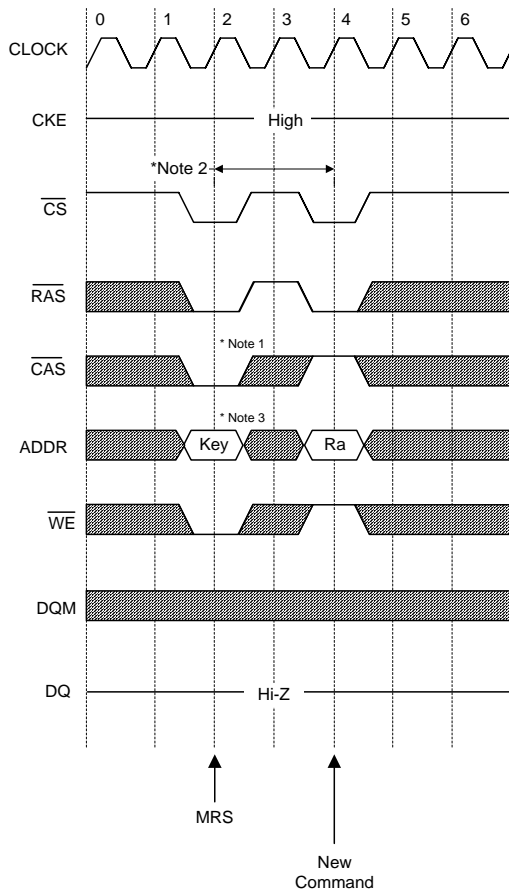 0 1 2 3 4 5 6
CLOCK
CKE
High
*Note 2
CS
RAS
* Note 1
CAS
* Note 3
ADDR
Key
Ra
WE
DQM
DQ
Hi-Z
MRS
New
Command